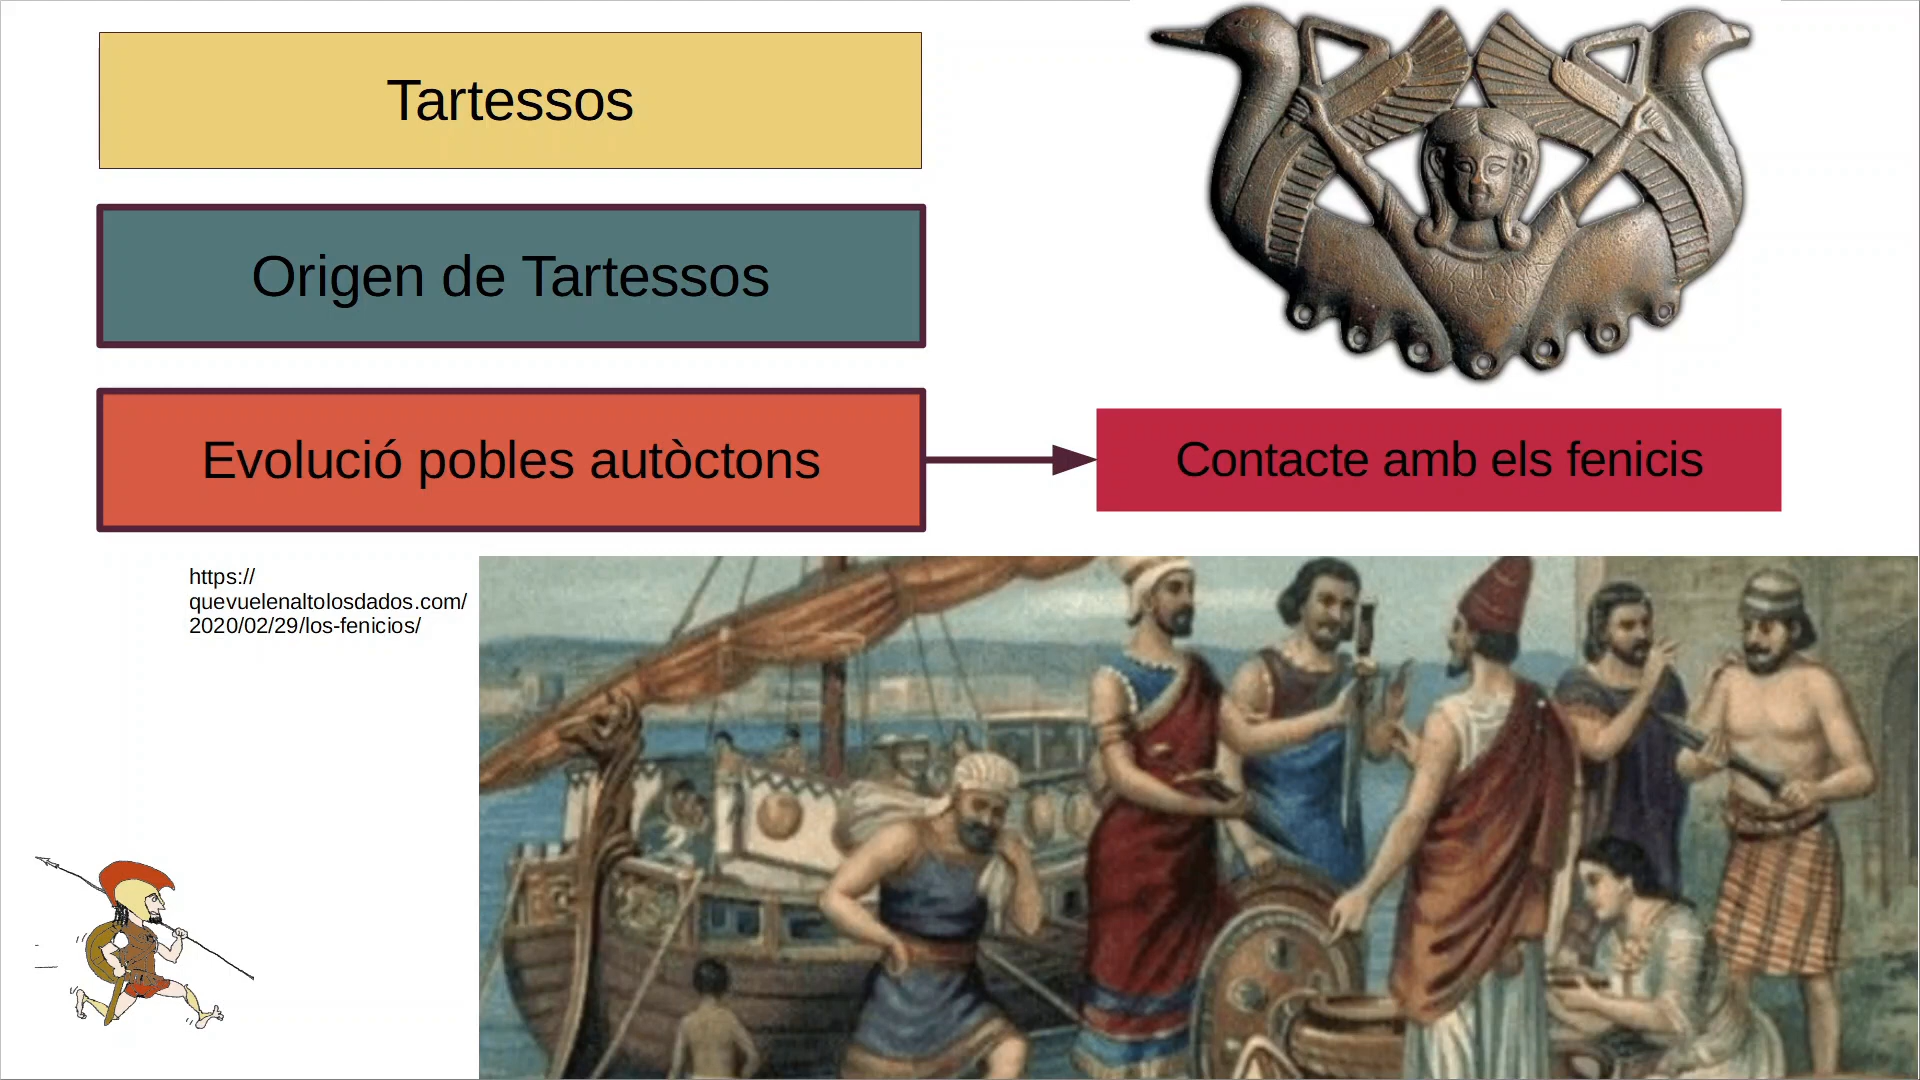 Tartessos
Origen de Tartessos
Evolució pobles autòctons
Contacte amb els fenicis
https://
quevuelenaltolosdados.com/
2020/02/29/los-fenicios/